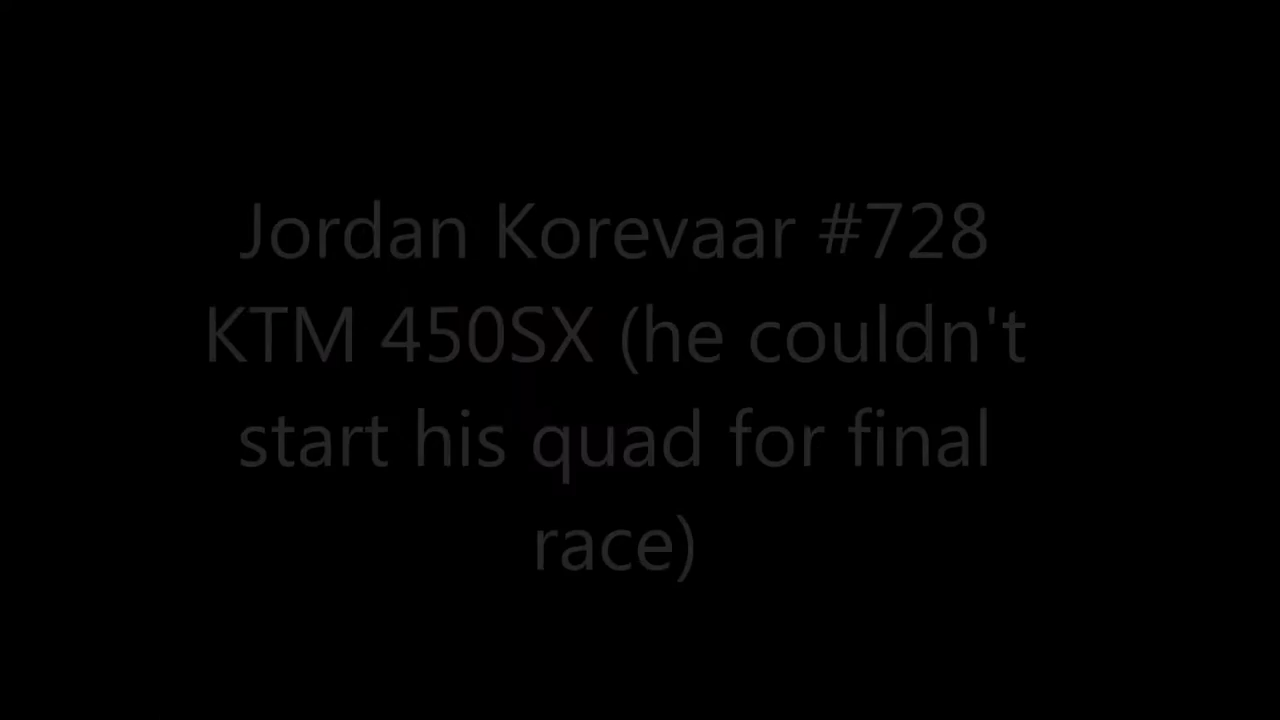 Jordan Korevaar #728
KTM 450SX (he couldn't
start his quad for final
race)